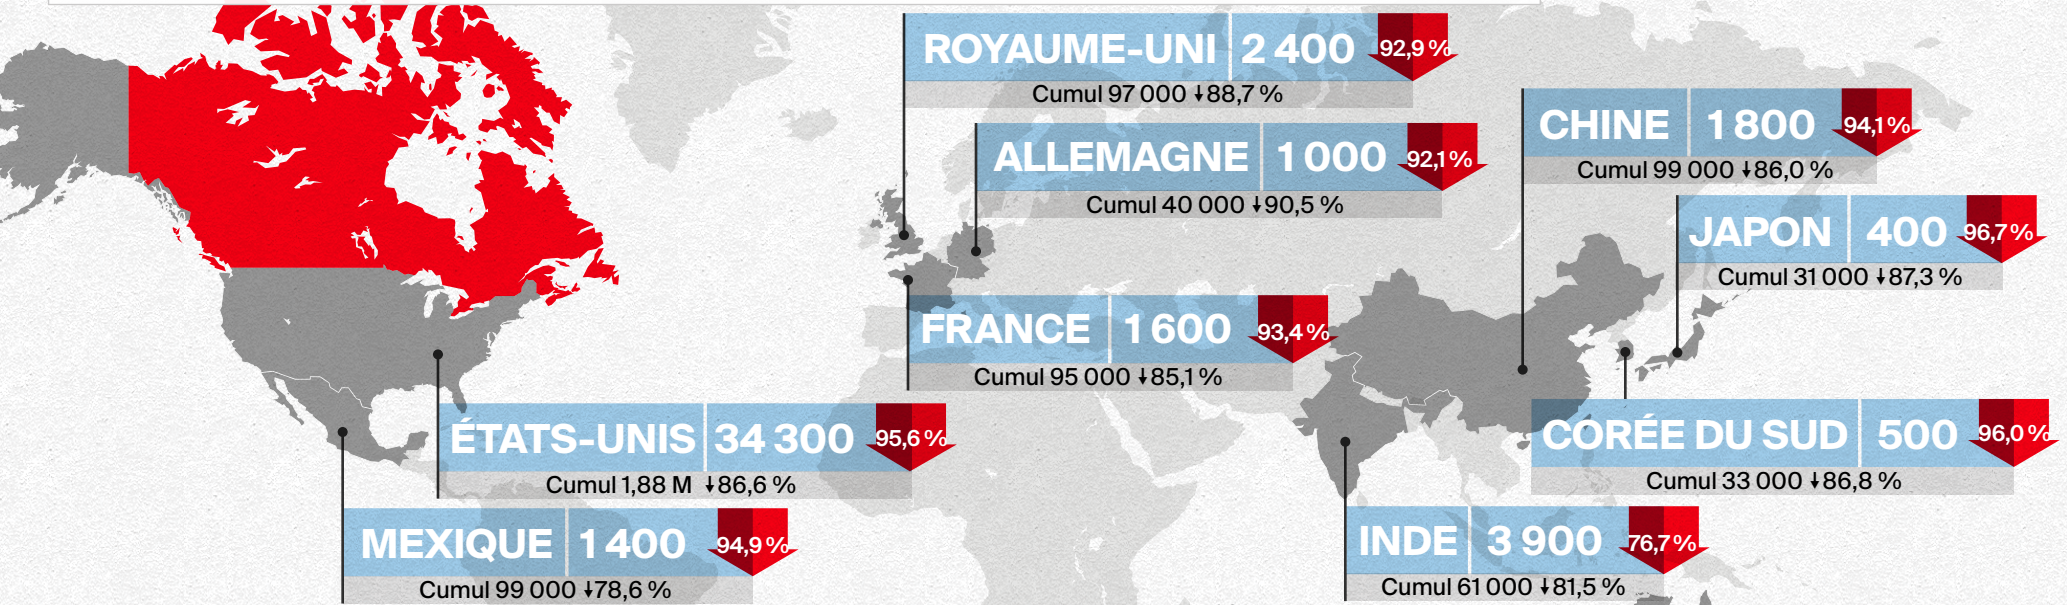 ROYAUME-UNI 2 400 92,9 %
Cumul 97 000 ↓88,7 %
ALLEMAGNE 1 000 92,1 %
Cumul 40 000 ↓90,5 %
CHINE 1 800 94,1 %
Cumul 99 000 ↓86,0 %
JAPON 400 96,7 %
Cumul 31 000 ↓87,3 %
FRANCE 1 600 93,4 %
Cumul 95 000 ↓85,1 %
ÉTATS-UNIS 34 300 95,6 %
Cumul 1,88 M ↓86,6 %
CORÉE DU SUD 500 96,0 %
Cumul 33 000 ↓86,8 %
MEXIQUE 1 400 94,9 %
Cumul 99 000 ↓78,6 %
INDE 3 900 76,7 %
Cumul 61 000 ↓81,5 %